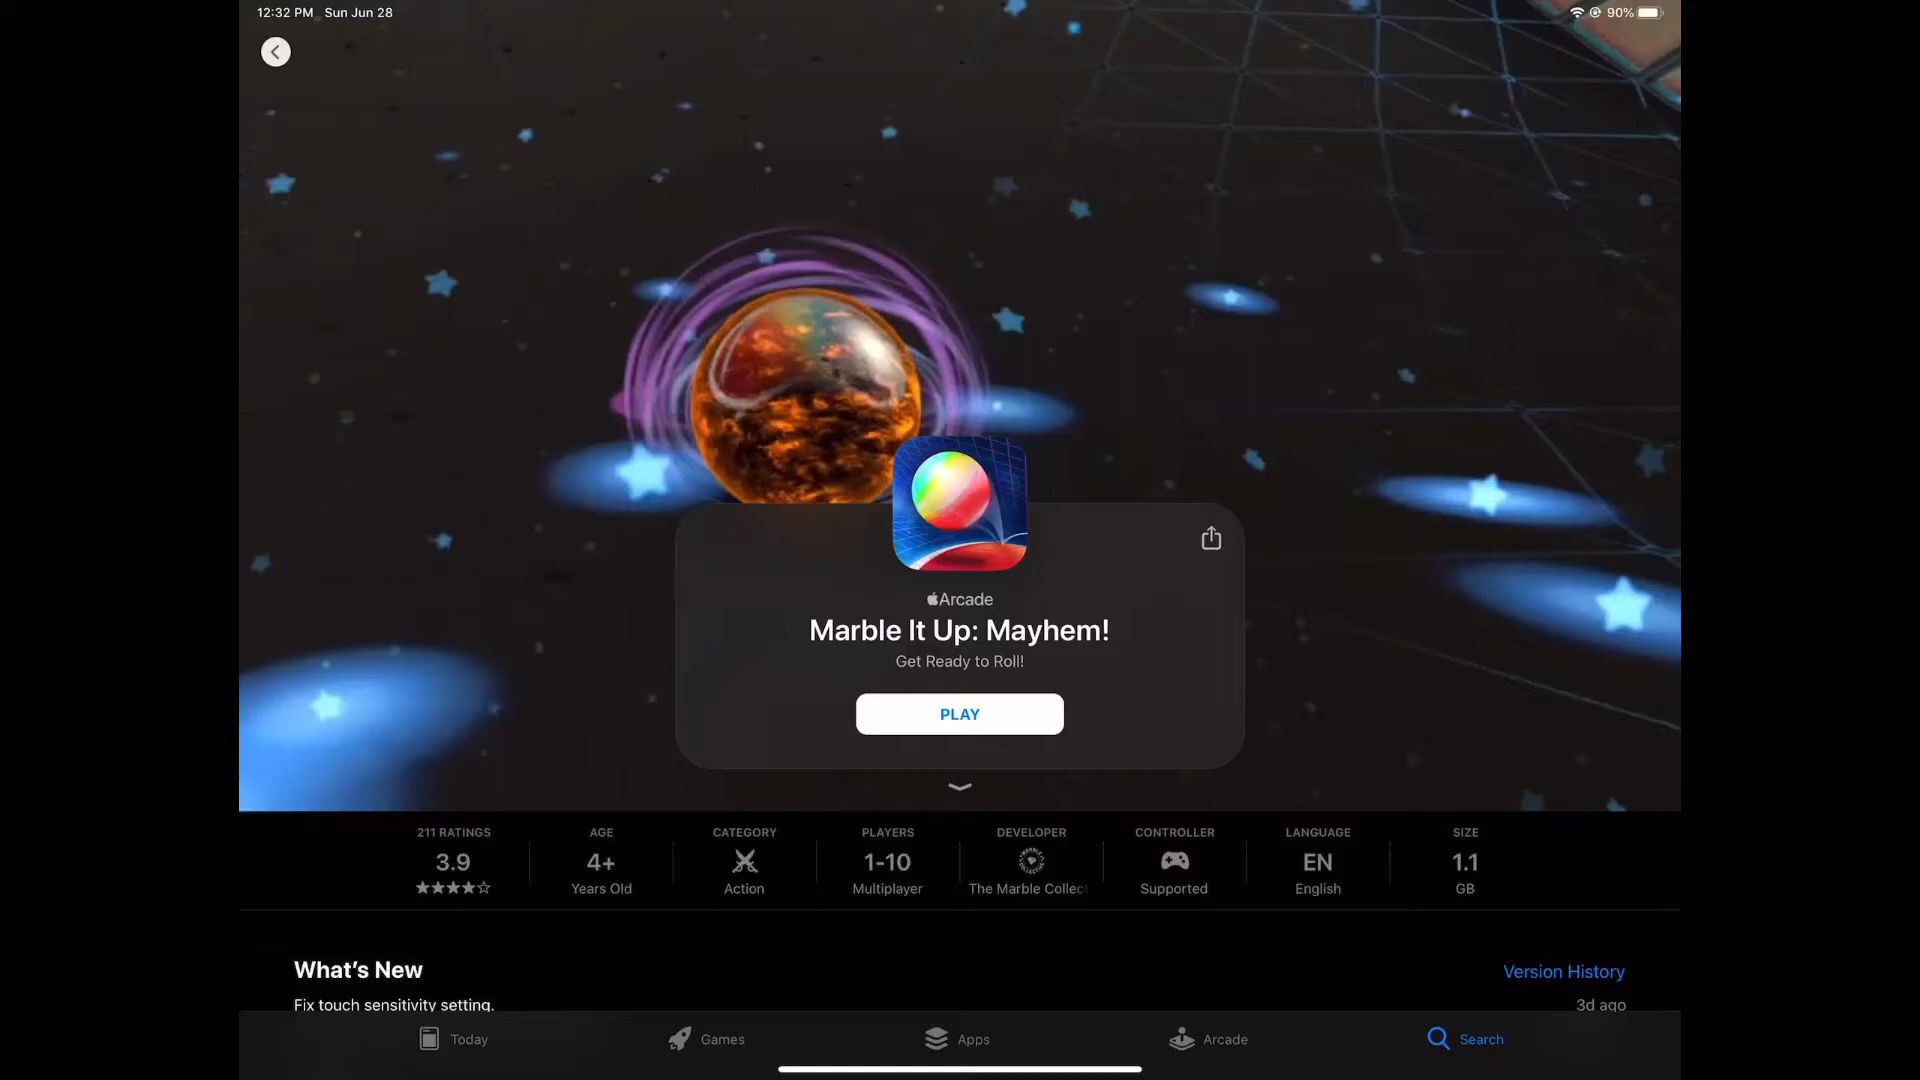 12:32 PM Sun Jun 28
90%
Arcade
Marble It Up: Mayhem!
Get Ready to Roll!
PLAY
211 RATINGS
3.9
AGE
4+
Years Old
CATEGORY
Action
PLAYERS
1-10
Multiplayer
DEVELOPER
The Marble Collect
CONTROLLER
Supported
LANGUAGE
EN
English
SIZE
1.1
GB
What's New
Version History
Fix touch sensitivity setting.
3d ago
Today
Games
Apps
Arcade
Search